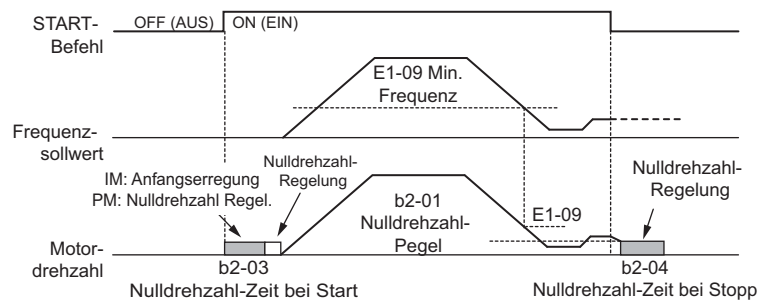 START-
Befehl
OFF (AUS)
ON (EIN)
E1-09 Min.
Frequenz
Frequenz-
sollwert
Nulldrehzahl-
Regelung
IM: Anfangserregung
PM: Nulldrehzahl Regel.
b2-01
Nulldrehzahl-
Pegel
E1-09
Nulldrehzahl-
Regelung
Motor-
drehzahl
b2-03
Nulldrehzahl-Zeit bei Start
b2-04
Nulldrehzahl-Zeit bei Stopp